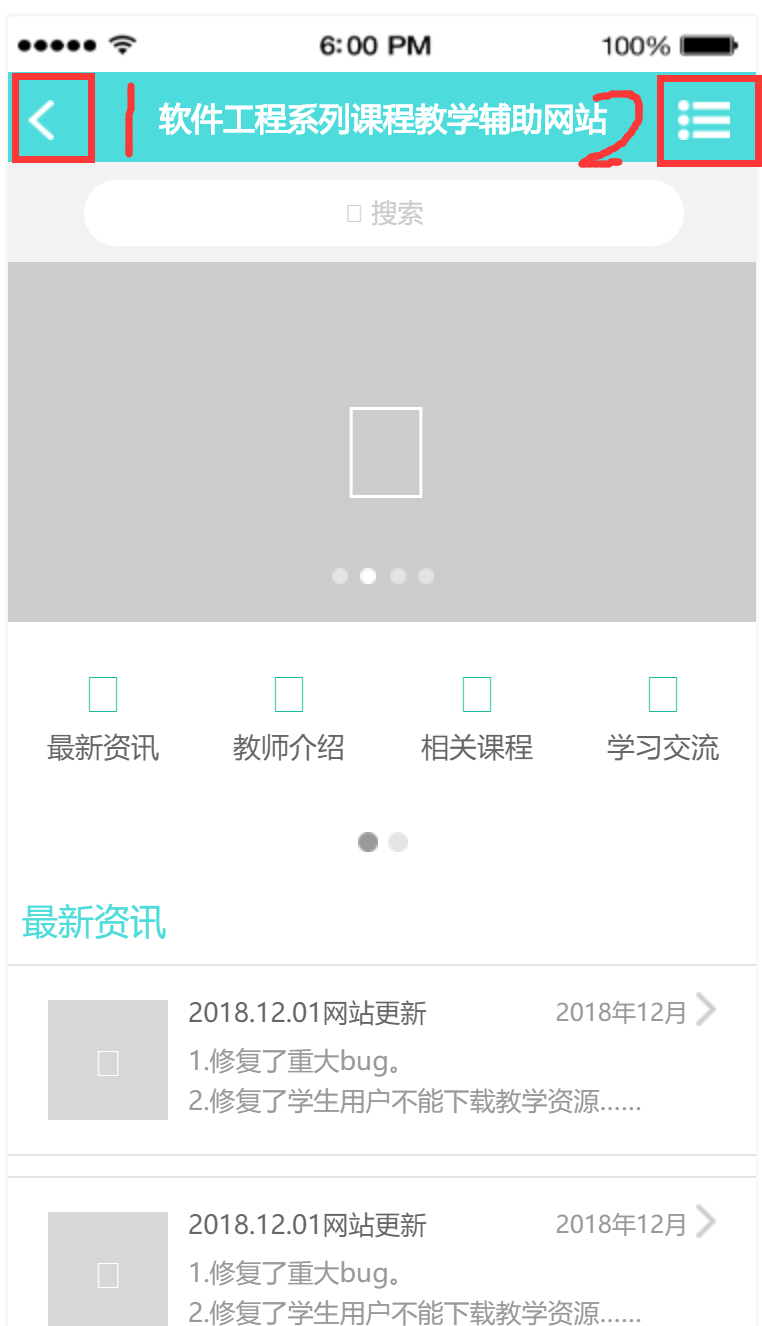 6:00 PM 100%
1 软件工程系列课程教学辅助网站 2
搜索
最新资讯 教师介绍 相关课程 学习交流
最新资讯
2018.12.01网站更新 2018年12月
1.修复了重大bug。
2.修复了学生用户不能下载教学资源......
2018.12.01网站更新 2018年12月
1.修复了重大bug。
2.修复了学生用户不能下载教学资源......